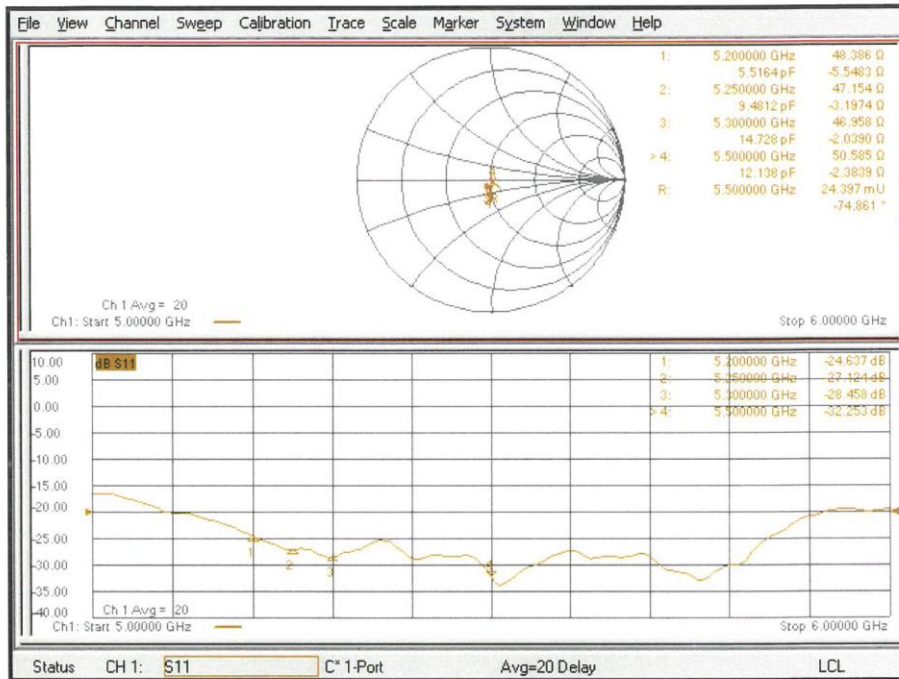 File View Channel Sweep Calibration Trace Scale Marker System Window Help
1: 5.200000 GHz 48.386 Ω
5.5164 pF -5.5483 Ω
2: 5.250000 GHz 47.154 Ω
9.4812 pF -3.1974 Ω
3: 5.300000 GHz 46.958 Ω
14.728 pF -2.0390 Ω
> 4: 5.500000 GHz 50.585 Ω
12.138 pF -2.3839 Ω
R: 5.500000 GHz 24.397 mU
-74.861 °
Ch 1 Avg = 20
Ch1: Start 5.00000 GHz Stop 6.00000 GHz
10.00 dB S11 1: 5.200000 GHz -24.637 dB
5.00 2: 5.250000 GHz -27.124 dB
0.00 3: 5.300000 GHz -28.458 dB
> 4: 5.500000 GHz -32.253 dB
-5.00
-10.00
-15.00
-20.00
-25.00
1
2
3
4
-30.00
-35.00
-40.00 Ch 1 Avg = 20
Ch1: Start 5.00000 GHz Stop 6.00000 GHz
Status CH 1: S11 C* 1-Port Avg=20 Delay LCL